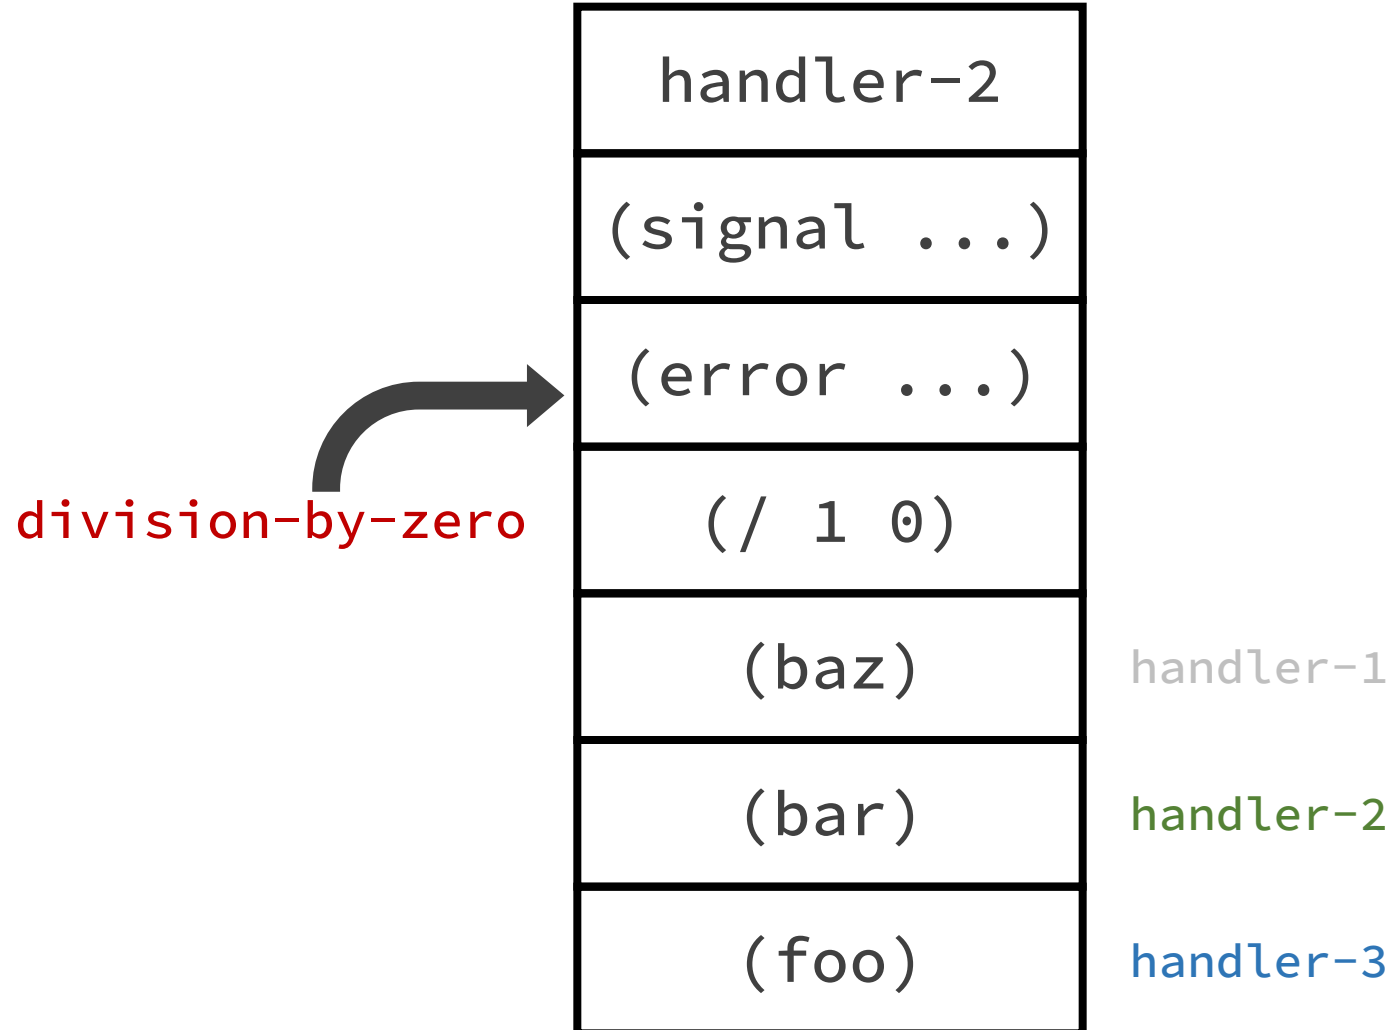 handler-2
(signal ...)
(error ...)
division-by-zero
(/ 1 0)
(baz)
handler-1
(bar)
handler-2
(foo)
handler-3